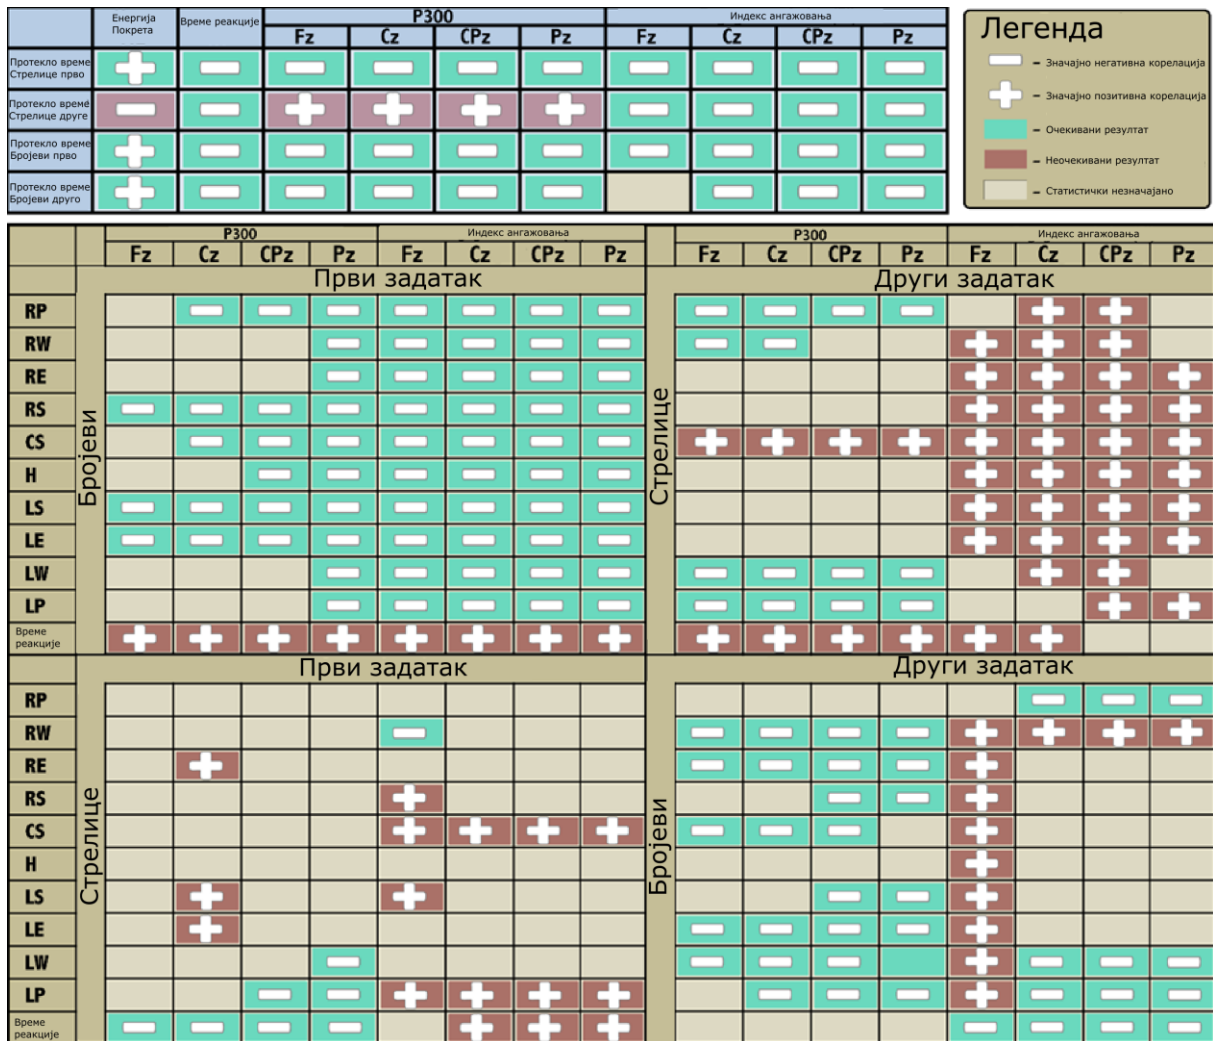 Енергија Покрета
Време реакције
P300
Индекс ангажовања
Fz Cz CPz Pz Fz Cz CPz Pz
Протекло време
Стрелице прво
Протекло време
Стрелице друге
Протекло време
Бројеви прво
Протекло време
Бројеви друго
Легенда
– Значајно негативна корелација
– Значајно позитивна корелација
– Очекивани резултат
– Неочекивани резултат
– Статистички незначајано
P300 Индекс ангажовања P300 Индекс ангажовања
Fz Cz CPz Pz Fz Cz CPz Pz Fz Cz CPz Pz Fz Cz CPz Pz
Први задатак Други задатак
Бројеви
Стрелице
RP
RW
RE
RS
CS
H
LS
LE
LW
LP
Време
реакције
Први задатак Други задатак
Стрелице
Бројеви
RP
RW
RE
RS
CS
H
LS
LE
LW
LP
Време
реакције